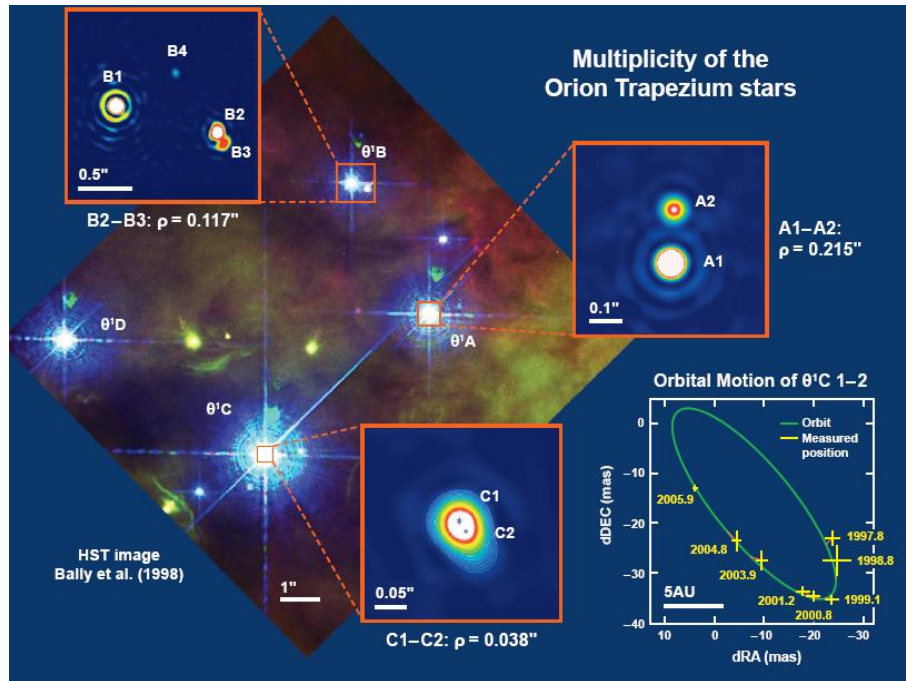 Multiplicity of the
Orion Trapezium stars
B4
B1
B2
B3
0.5"
B2–B3: ρ = 0.117"
θ¹B
A2
A1
0.1"
A1–A2:
ρ = 0.215"
θ¹D
θ¹A
θ¹C
C1
C2
0.05"
C1–C2: ρ = 0.038"
HST image
Bally et al. (1998)
1"
Orbital Motion of θ¹C 1–2
Orbit
Measured
position
0
–10
–20
–30
–40
dDEC (mas)
2005.9
2004.8
2003.9
2001.2
2000.8
1997.8
1998.8
1999.1
5AU
10
0
–10
–20
–30
dRA (mas)